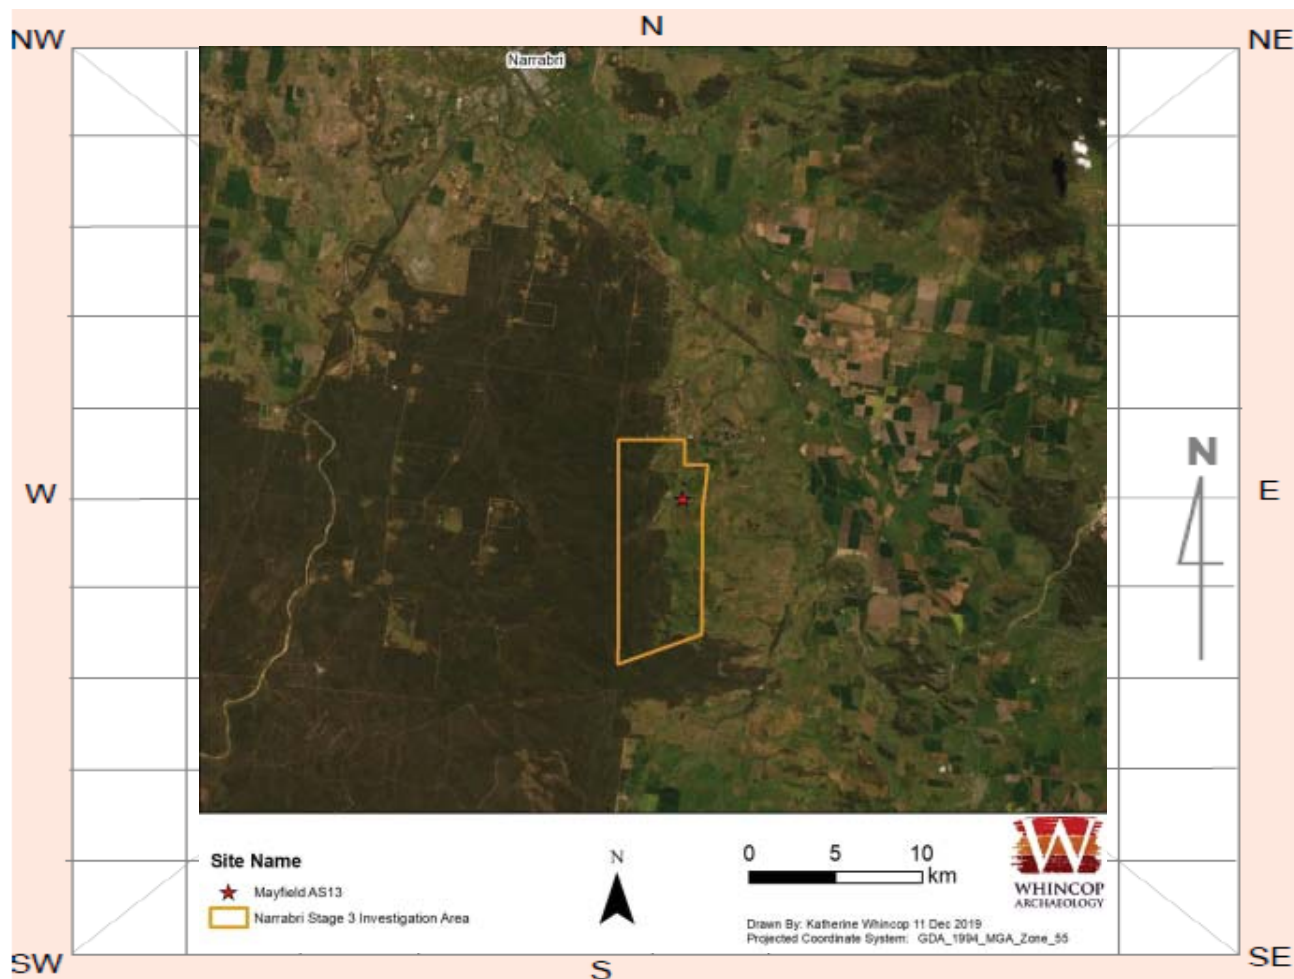 N
NW
NE
Narrabri
N
W
E
Site Name
Mayfield AS13
Narrabri Stage 3 Investigation Area
N
0 5 10
km
W
WHINCOP
ARCHAEOLOGY
Drawn By: Katherine Whincop 11 Dec 2019
Projected Coordinate System: GDA_1994_MGA_Zone_55
SW
S
SE